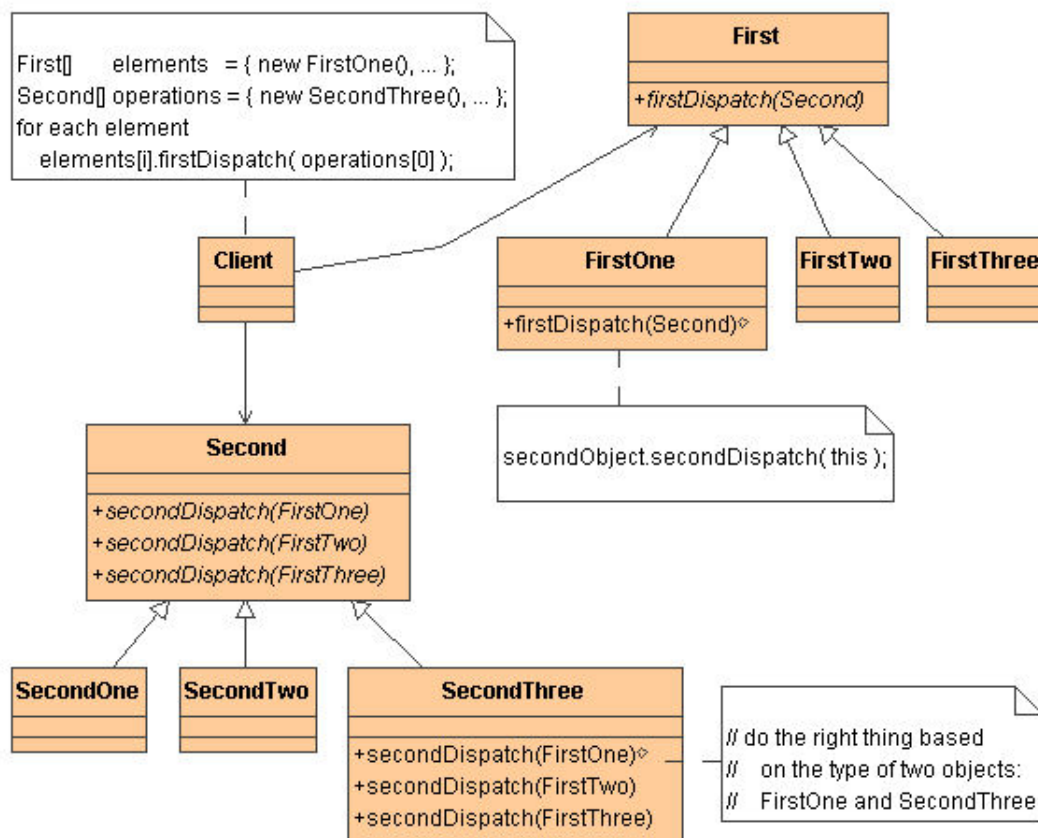 First[] elements = { new FirstOne(), ... };
Second[] operations = { new SecondThree(), ... };
for each element
elements[i].firstDispatch( operations[0] );
First
+firstDispatch(Second)
Client
FirstOne
+firstDispatch(Second)
FirstTwo
FirstThree
secondObject.secondDispatch( this );
Second
+secondDispatch(FirstOne)
+secondDispatch(FirstTwo)
+secondDispatch(FirstThree)
SecondOne
SecondTwo
SecondThree
+secondDispatch(FirstOne)
+secondDispatch(FirstTwo)
+secondDispatch(FirstThree)
// do the right thing based
// on the type of two objects:
// FirstOne and SecondThree